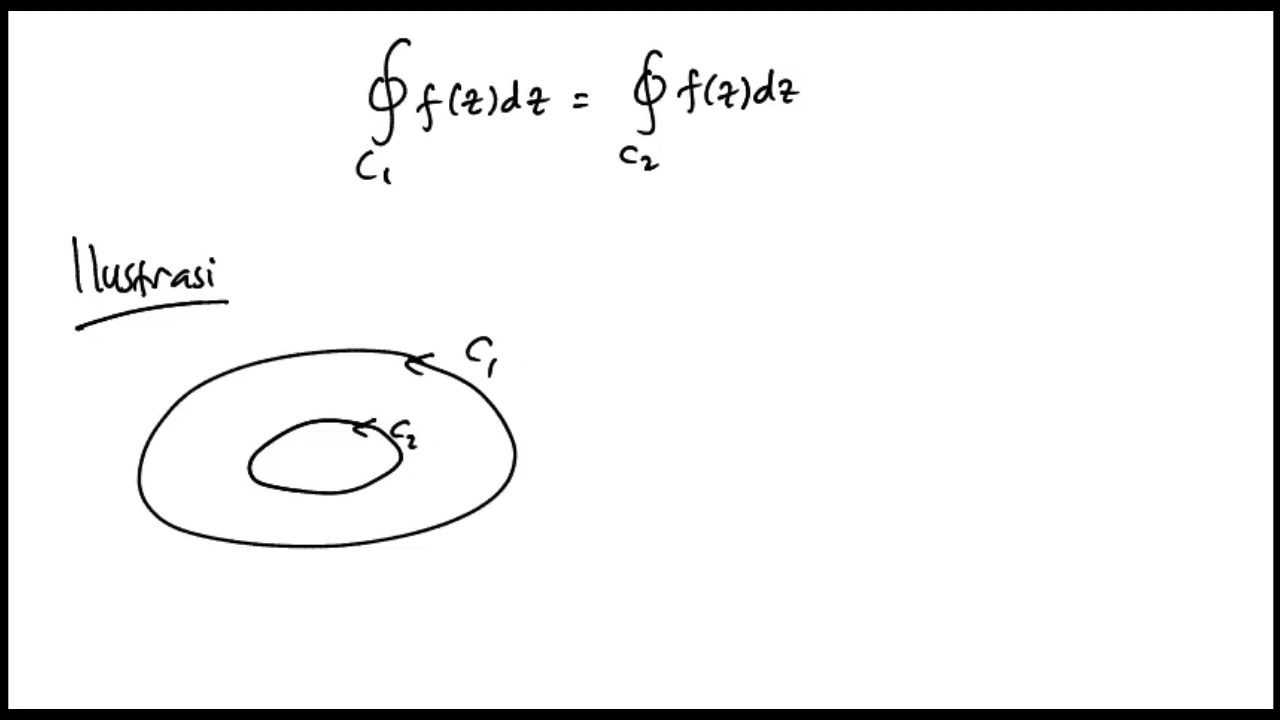 ∮_{C₁} f(z)dz = ∮_{C₂} f(z)dz
Ilustrasi
C₁
C₂